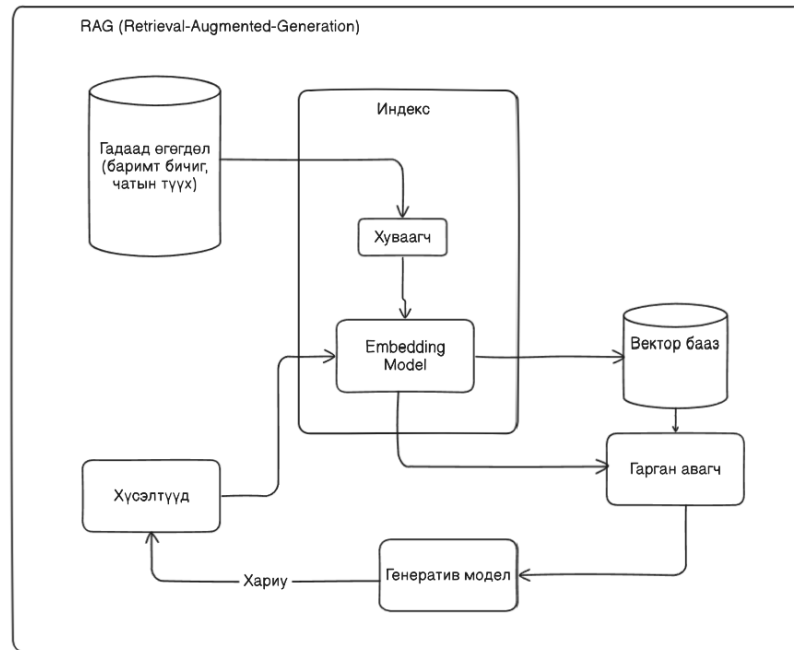 RAG (Retrieval-Augmented-Generation)
Индекс
Гадаад өгөгдөл
(баримт бичиг,
чатын түүх)
Хуваагч
Embedding
Model
Вектор бааз
Хүсэлтүүд
Гарган авагч
Хариу
Генератив модел